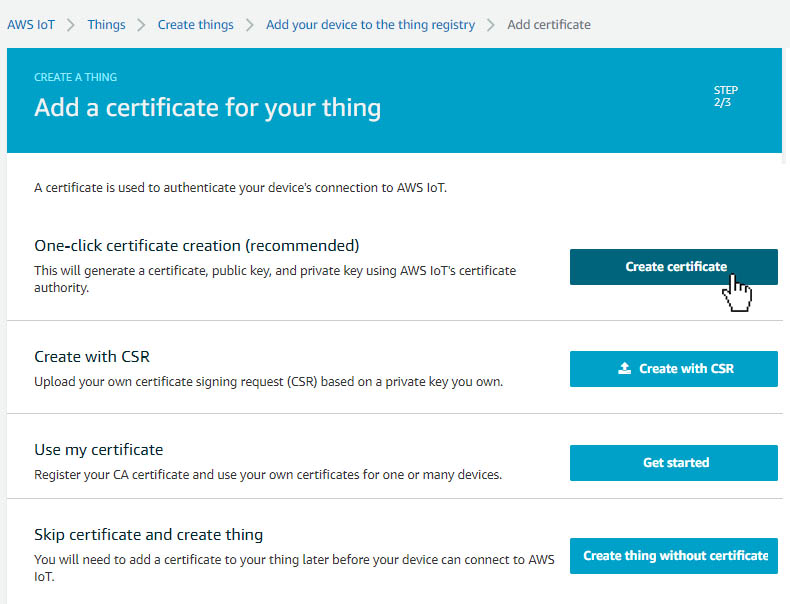 AWS IoT > Things > Create things > Add your device to the thing registry > Add certificate
CREATE A THING
Add a certificate for your thing
STEP
2/3
A certificate is used to authenticate your device's connection to AWS IoT.
One-click certificate creation (recommended)
This will generate a certificate, public key, and private key using AWS IoT's certificate
authority.
Create certificate
Create with CSR
Upload your own certificate signing request (CSR) based on a private key you own.
Create with CSR
Use my certificate
Register your CA certificate and use your own certificates for one or many devices.
Get started
Skip certificate and create thing
You will need to add a certificate to your thing later before your device can connect to AWS
IoT.
Create thing without certificate